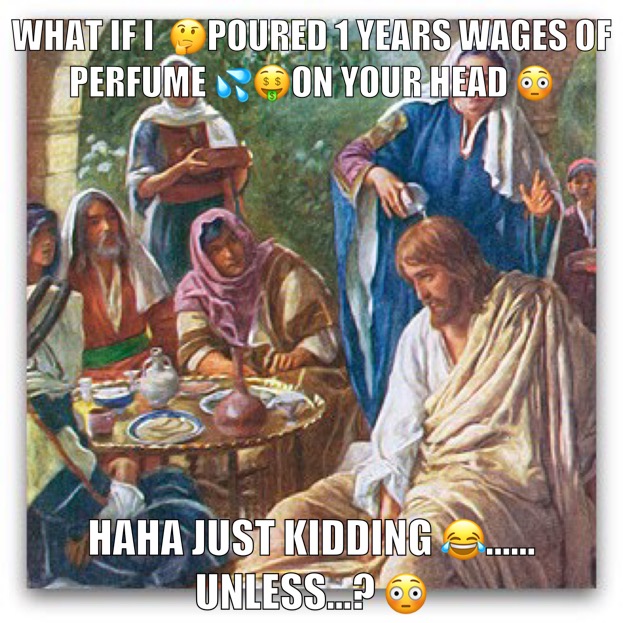 WHAT IF I 🤔POURED 1 YEARS WAGES OF
PERFUME 💦🤑ON YOUR HEAD 😳
HAHA JUST KIDDING 😂......
UNLESS...? 😳